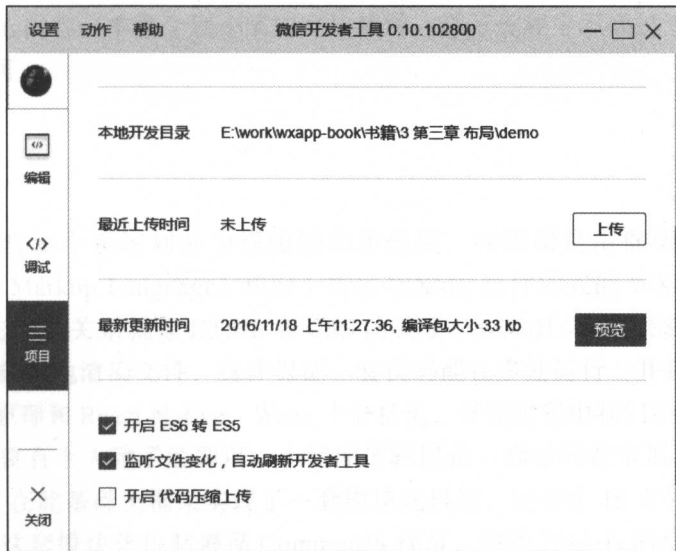 设置 动作 帮助 微信开发者工具 0.10.102800
本地开发目录 E:\work\wxapp-book\书籍\3 第三章 布局\demo
编辑
最近上传时间 未上传 上传
调试
最新更新时间 2016/11/18 上午11:27:36, 编译包大小 33 kb 预览
项目
开启 ES6 转 ES5
监听文件变化，自动刷新开发者工具
开启 代码压缩上传
关闭